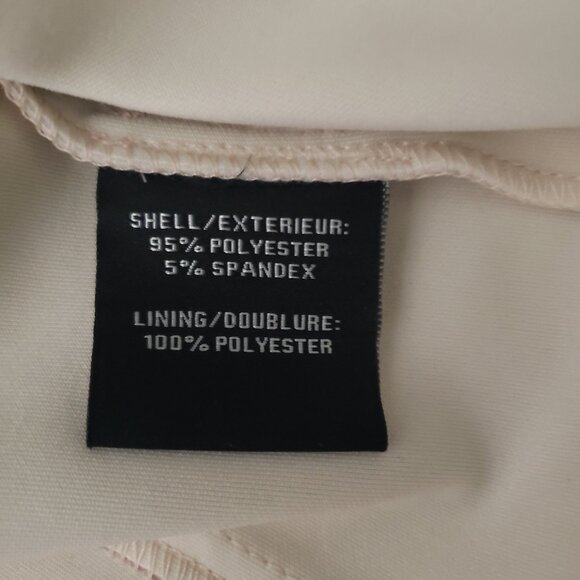 SHELL/EXTERIEUR:
95% POLYESTER
5% SPANDEX
LINING/DOUBLURE:
100% POLYESTER